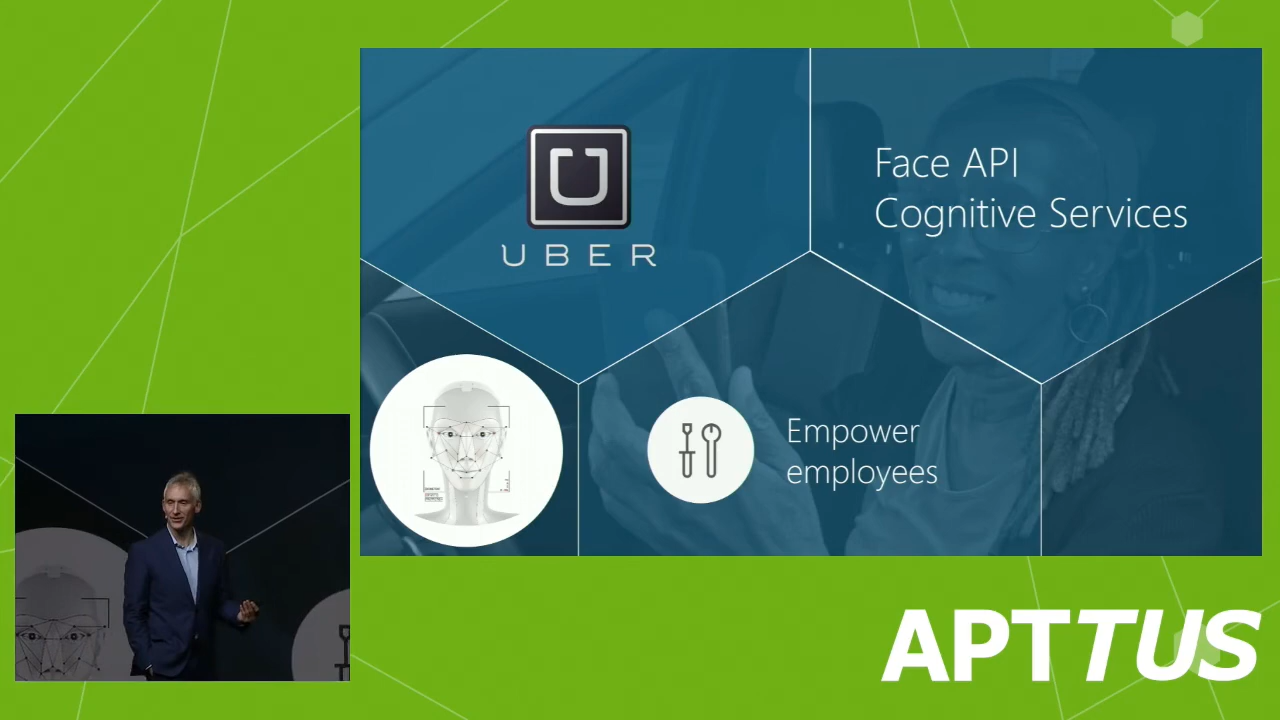 UBER
Face API
Cognitive Services
Empower
employees
APTTUS